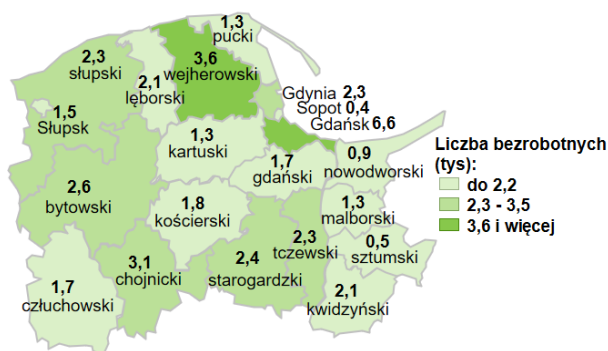 1,3
pucki
3,6
wejherowski
2,3
słupski
2,1
lęborski
Gdynia 2,3
Sopot 0,4
Gdańsk 6,6
1,5
Słupsk
1,3
kartuski
1,7
gdański
0,9
nowodworski
2,6
bytowski
1,8
kościerski
1,3
malborski
2,3
tczewski
0,5
sztumski
3,1
chojnicki
2,4
starogardzki
1,7
człuchowski
2,1
kwidzyński
Liczba bezrobotnych
(tys):
do 2,2
2,3 - 3,5
3,6 i więcej